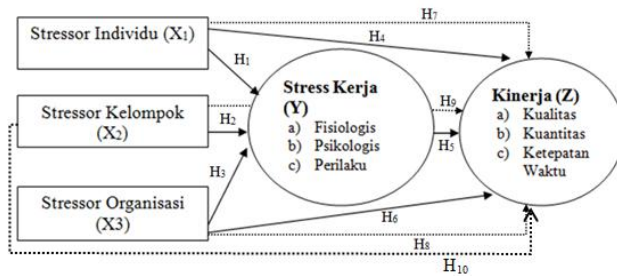 Stressor Individu (X1)
H7
H4
H1
Stress Kerja
(Y)
a) Fisiologis
b) Psikologis
c) Perilaku
Kinerja (Z)
a) Kualitas
b) Kuantitas
c) Ketepatan
Waktu
Stressor Kelompok
(X2)
H2
H9
H5
H3
Stressor Organisasi
(X3)
H6
H8
H10